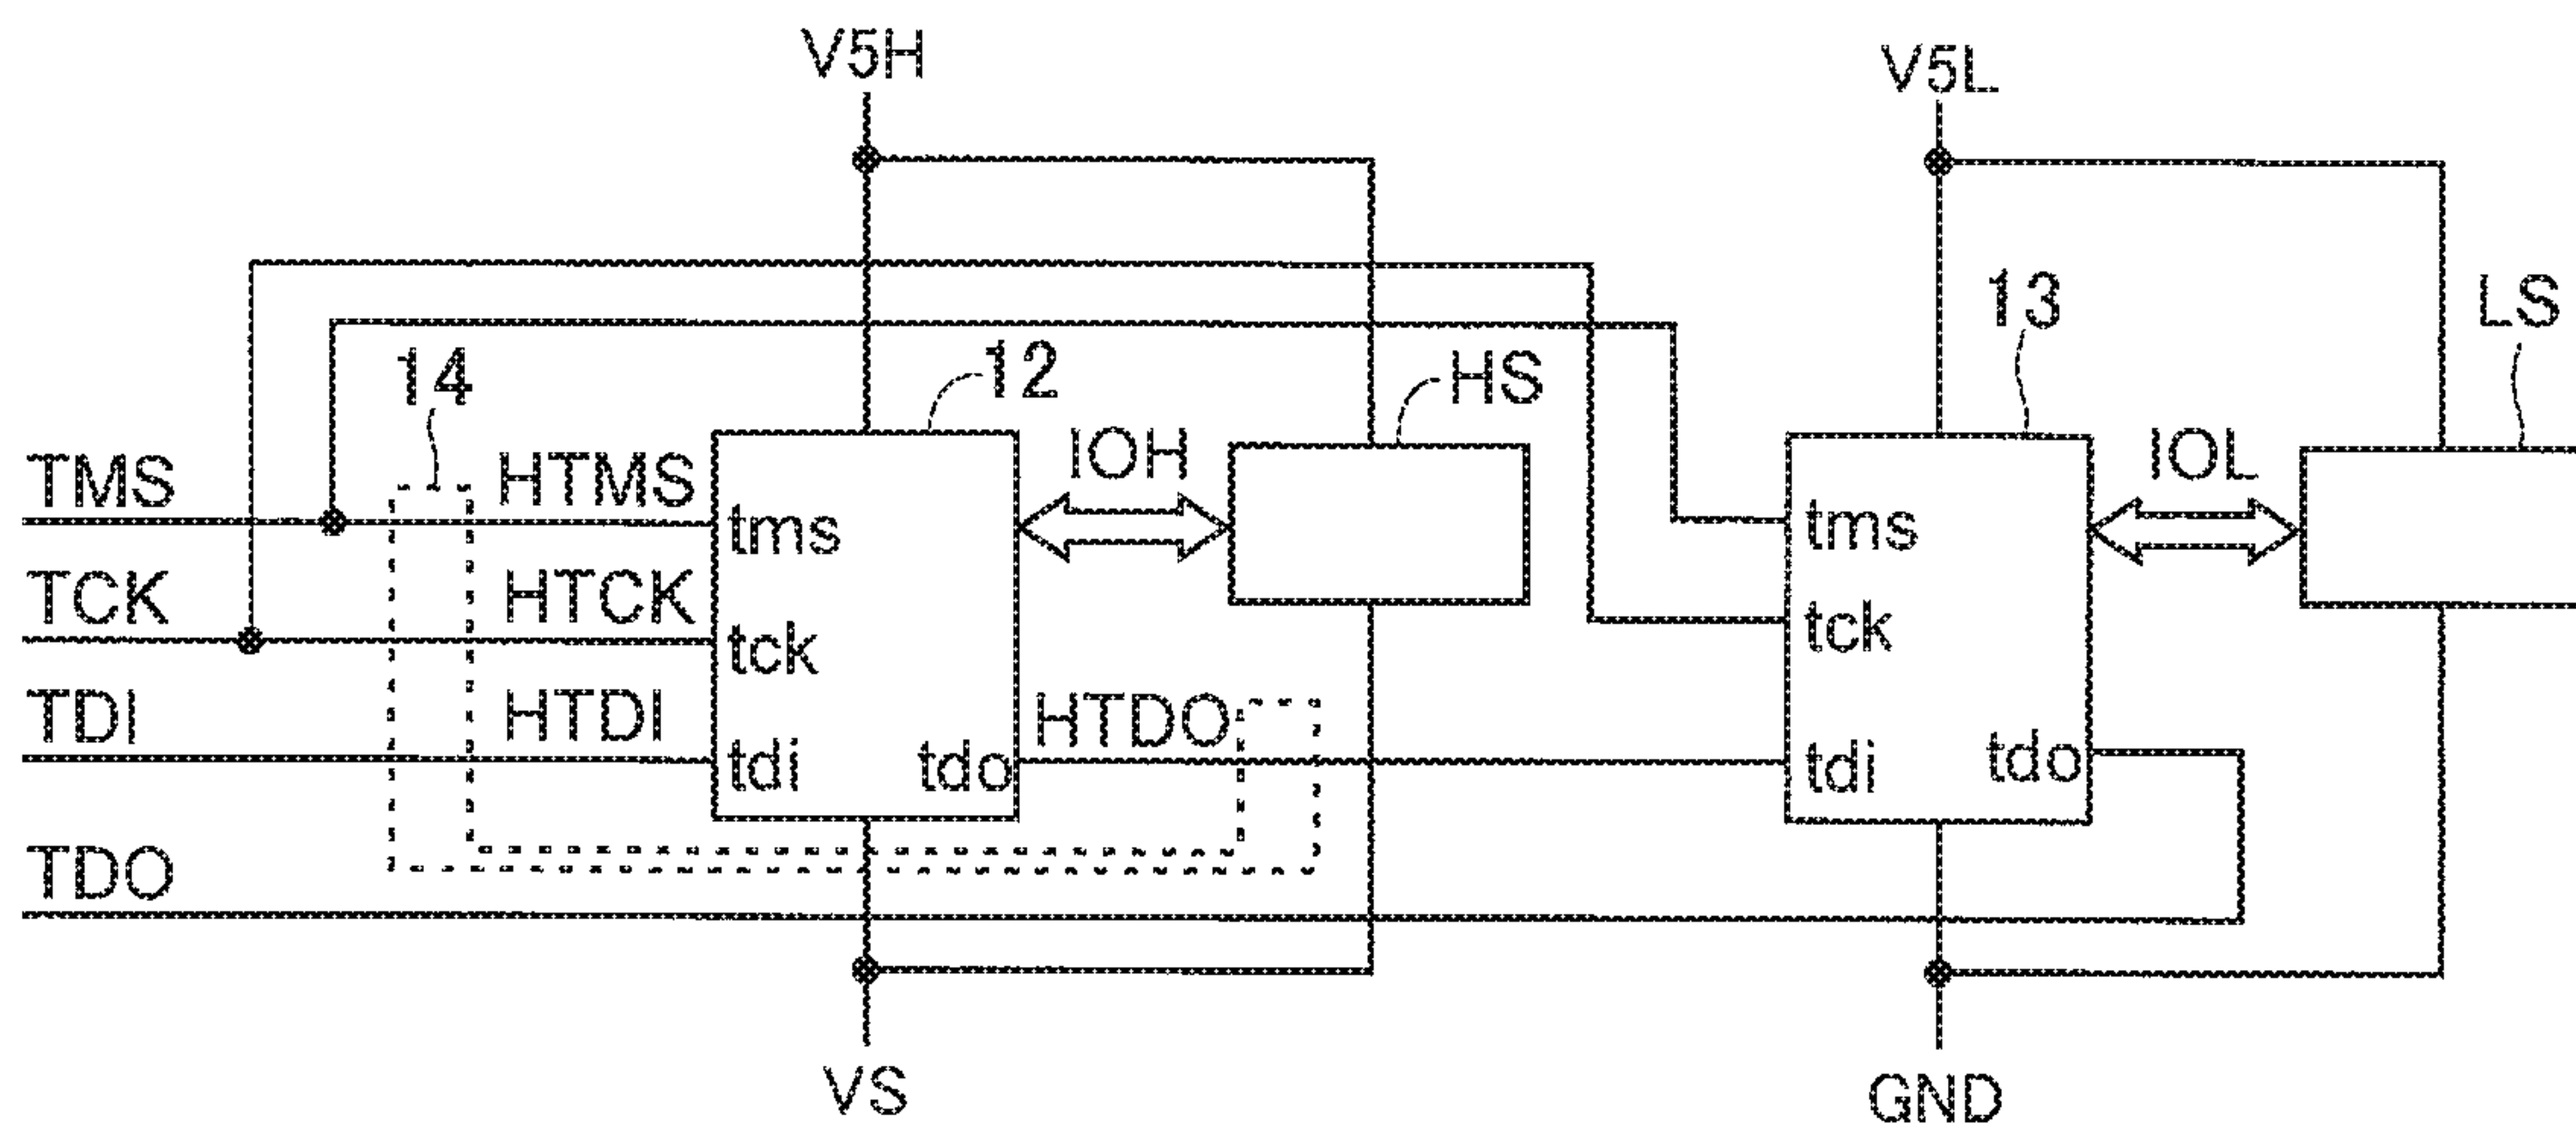 V5H
V5L
13
LS
14
12
HS
TMS
HTMS
tms
IOH
tms
IOL
TCK
HTCK
tck
tck
TDI
HTDI
tdi
tdo
HTDO
tdi
tdo
TDO
VS
GND